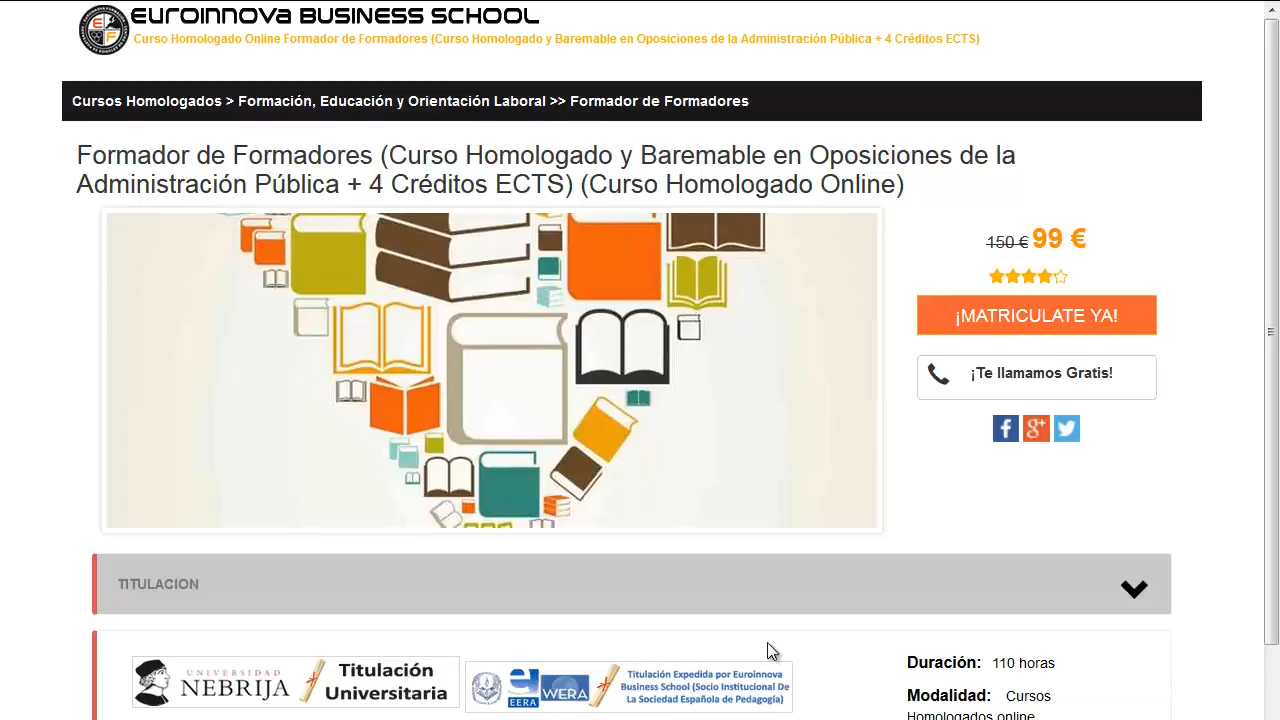 EUROINNOVA BUSINESS SCHOOL
Curso Homologado Online Formador de Formadores (Curso Homologado y Baremable en Oposiciones de la Administración Pública + 4 Créditos ECTS)
Cursos Homologados > Formación, Educación y Orientación Laboral >> Formador de Formadores
Formador de Formadores (Curso Homologado y Baremable en Oposiciones de la
Administración Pública + 4 Créditos ECTS) (Curso Homologado Online)
150 € 99 €
¡MATRICULATE YA!
¡Te llamamos Gratis!
TITULACION
UNIVERSIDAD
NEBRIJA
Titulación
Universitaria
EERA
WERA
Titulación Expedida por Euroinnova
Business School (Socio Institucional De
La Sociedad Española de Pedagogía)
Duración: 110 horas
Modalidad: Cursos
Homologados online